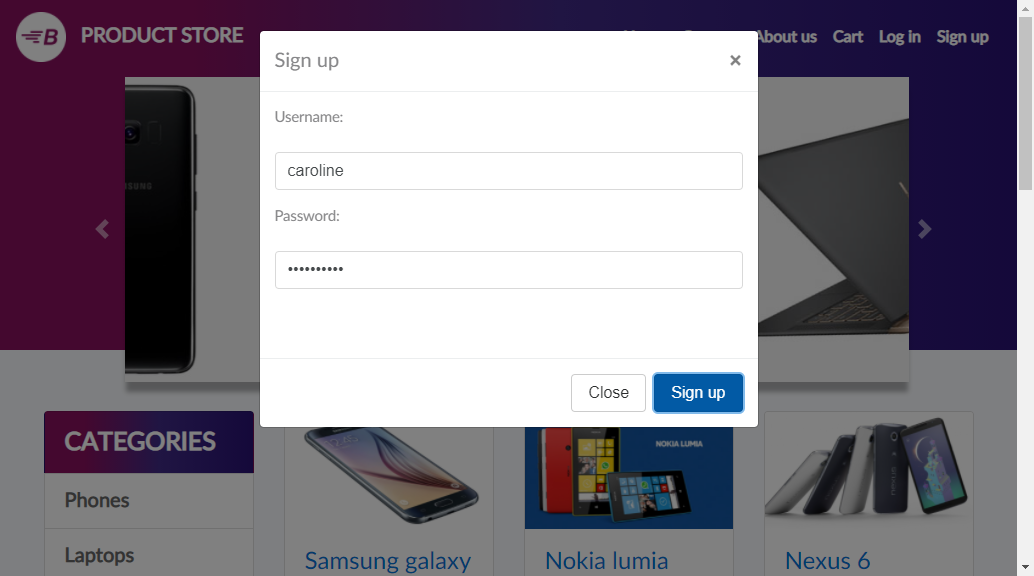 B PRODUCT STORE
About us Cart Log in Sign up
Sign up ×
Username:
caroline
Password:
••••••••••
Close Sign up
SAMSUNG
CATEGORIES
Phones
Laptops
NOKIA LUMIA
Samsung galaxy
Nokia lumia
Nexus 6